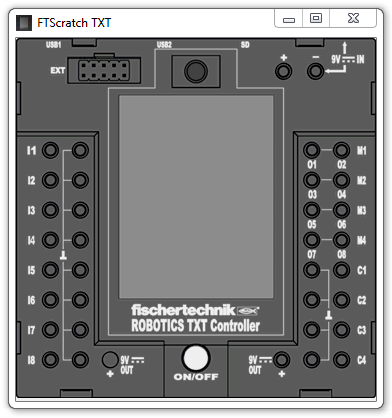 FTScratch TXT
USB1 USB2 SD
EXT + − 9V IN
I1 M1
O1 O2
I2 M2
O3 O4
I3 M3
O5 O6
I4 M4
O7 O8
I5 C1
I6 C2
I7 C3
I8 C4
fischertechnik
ROBOTICS TXT Controller
+ 9V OUT
ON/OFF
9V OUT +